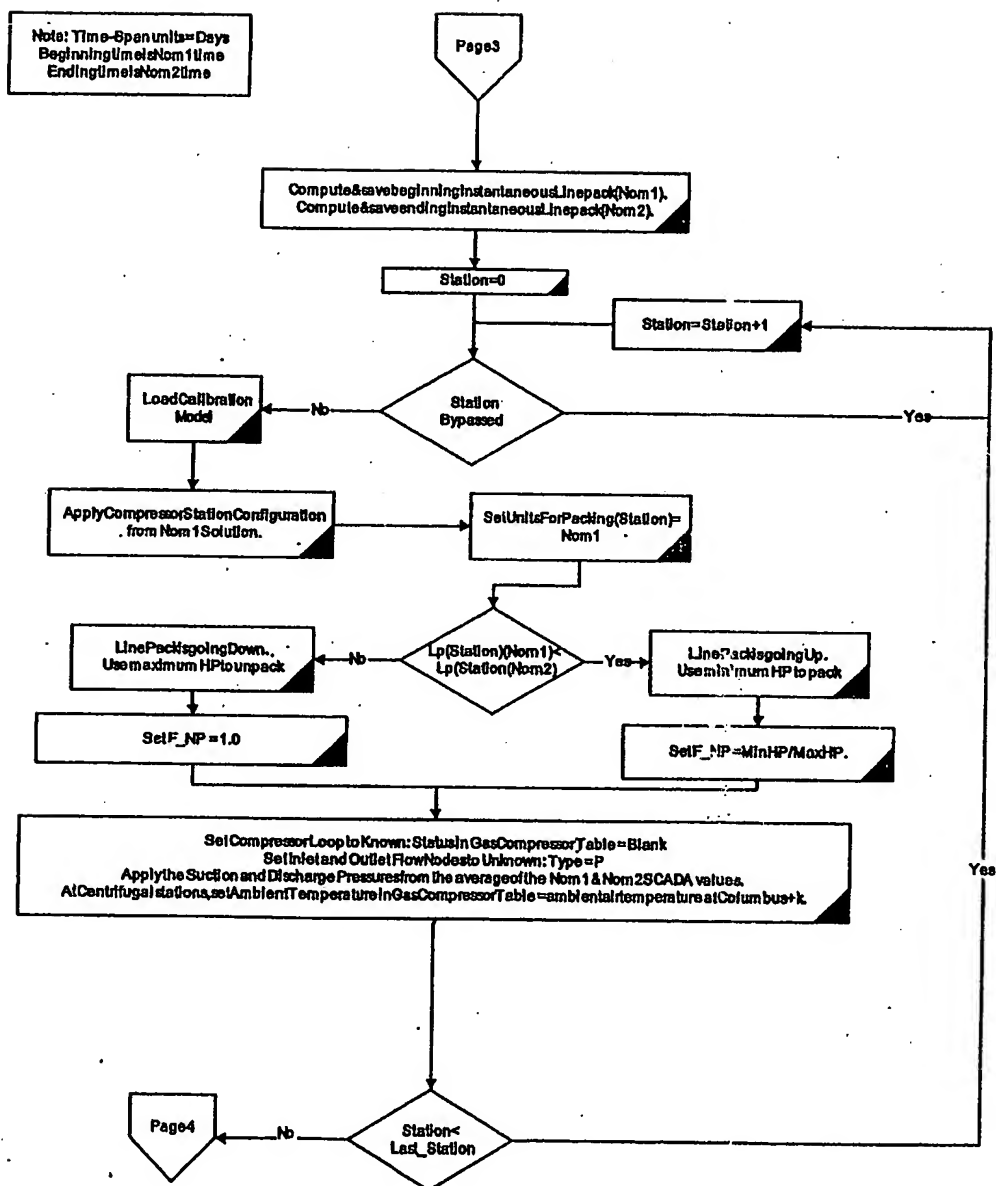 Note: Time-Spanunits=Days
BeginningtimeisNom1time
EndingtimeisNom2time
Page3
Compute&savebeginningInstantaneousLinepack(Nom1).
Compute&saveendingInstantaneousLinepack(Nom2).
Station=0
Station=Station+1
Station
Bypassed
No
Yes
LoadCalibration
Model
ApplyCompressorStationConfiguration
from Nom1Solution.
SetUnitsForPacking(Station)=
Nom1
Lp(Station)(Nom1)<
Lp(Station(Nom2)
No
Yes
LinePackisgoingDown.
UsemaximumHPtounpack
LinePackisgoingUp.
Usemin'mumHPtopack
SetF_NP=1.0
SetF_NP=MinHP/MaxHP.
SetCompressorLooptoKnown:StatusinGasCompressorTable=Blank
SetInletandOutletFlowNodestoUnknown:Type=P
ApplytheSuctionandDischargePressuresfromtheaverageoftheNom1&Nom2SCADAvalues.
AtCentrifugalstations,setAmbientTemperatureinGasCompressorTable=ambientairtemperatureatColumbus+k.
Yes
Station<
Last_Station
No
Page4